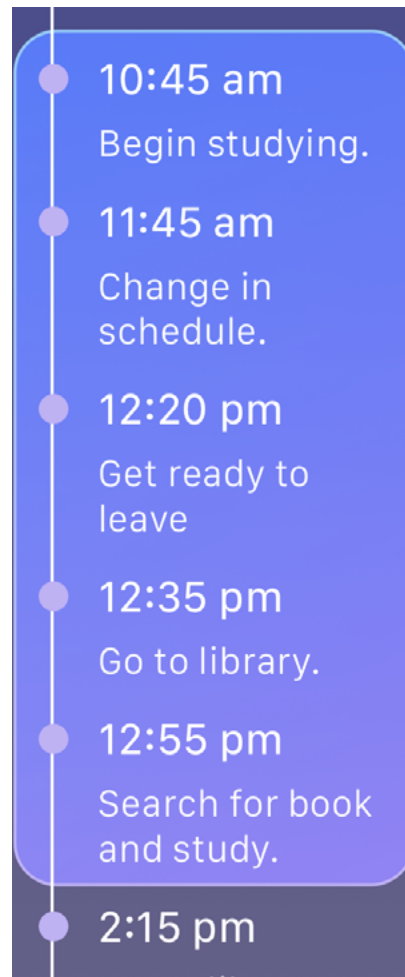 10:45 am
Begin studying.
11:45 am
Change in
schedule.
12:20 pm
Get ready to
leave
12:35 pm
Go to library.
12:55 pm
Search for book
and study.
2:15 pm